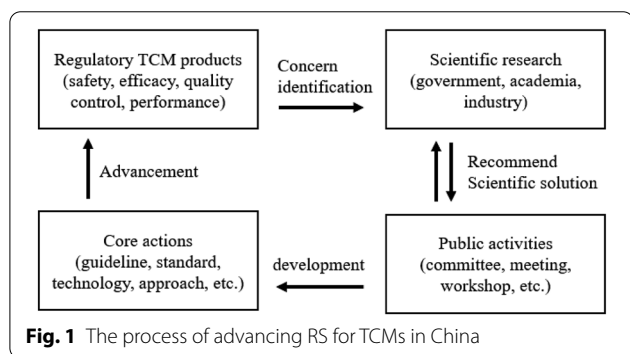 Regulatory TCM products
(safety, efficacy, quality
control, performance)
Concern
identification
Scientific research
(government, academia,
industry)
Advancement
Recommend
Scientific solution
Core actions
(guideline, standard,
technology, approach, etc.)
development
Public activities
(committee, meeting,
workshop, etc.)
Fig. 1 The process of advancing RS for TCMs in China